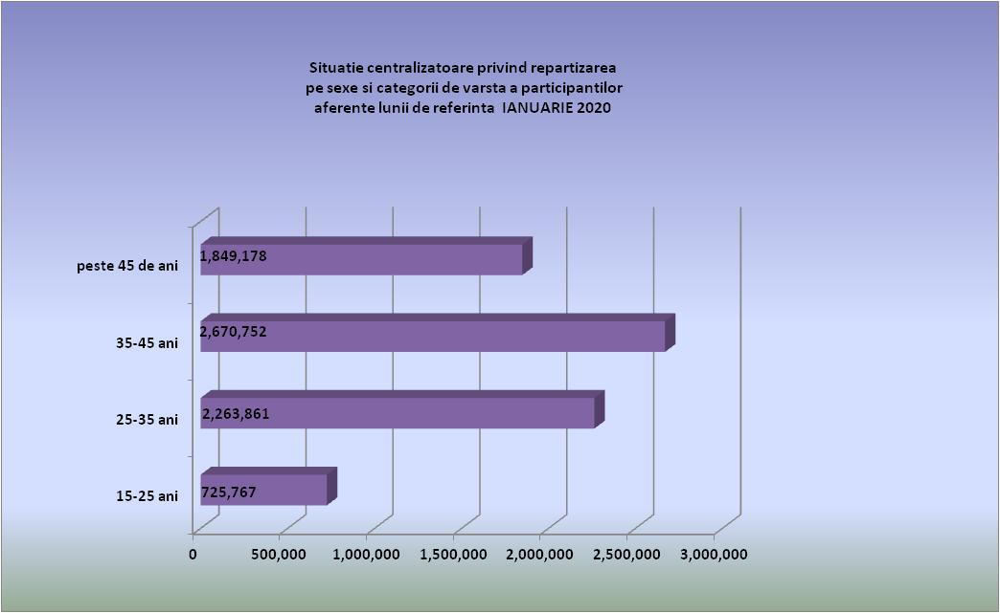 Situatie centralizatoare privind repartizarea
pe sexe si categorii de varsta a participantilor
aferente lunii de referinta IANUARIE 2020
peste 45 de ani
1,849,178
35-45 ani
2,670,752
25-35 ani
2,263,861
15-25 ani
725,767
0 500,000 1,000,000 1,500,000 2,000,000 2,500,000 3,000,000